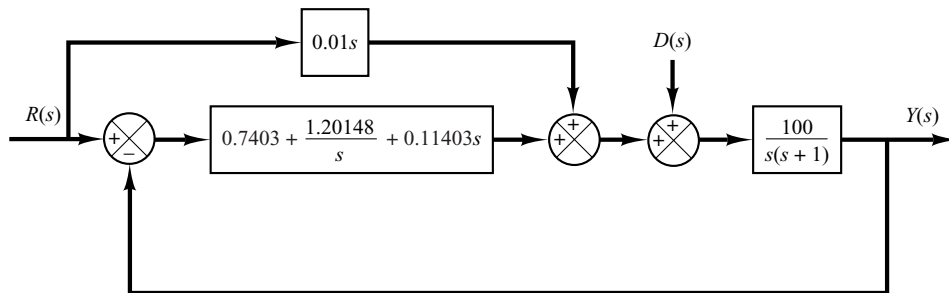 0.01s
D(s)
R(s)
+
−
0.7403 + 1.20148/s + 0.11403s
+
+
+
+
100
s(s + 1)
Y(s)